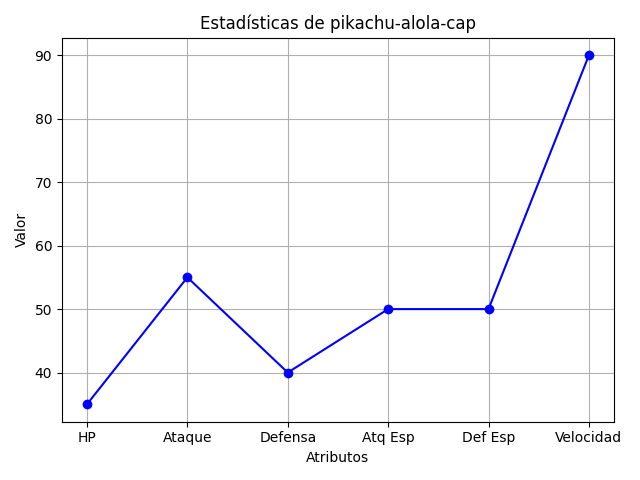 Estadísticas de pikachu-alola-cap
Valor
90
80
70
60
50
40
HP Ataque Defensa Atq Esp Def Esp Velocidad
Atributos